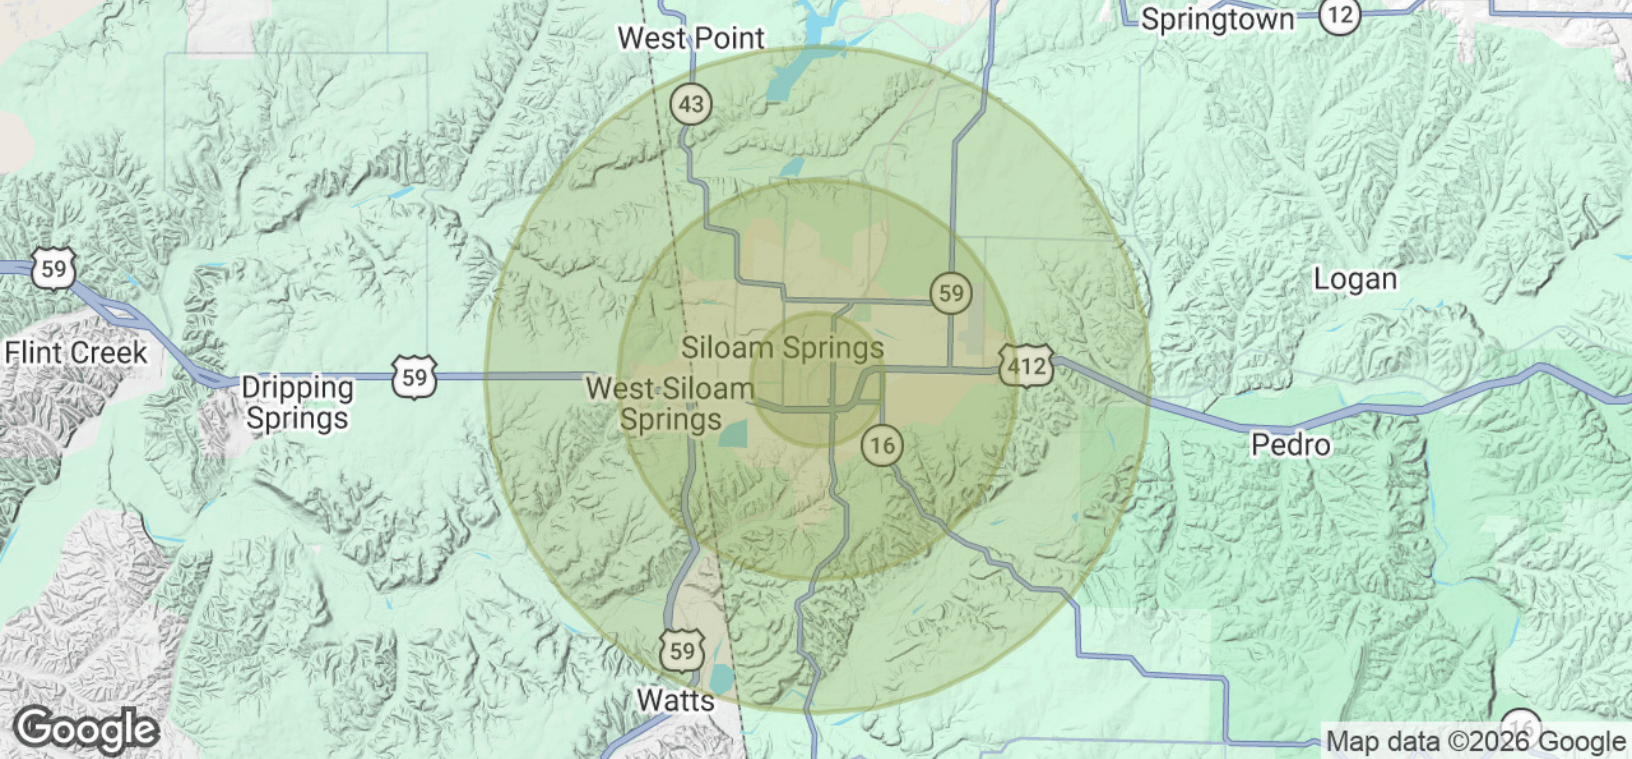 Springtown
12
West Point
43
59
59
Logan
Siloam Springs
Flint Creek
412
59
Dripping
Springs
West Siloam
Springs
16
Pedro
59
Watts
16
Google
Map data ©2026 Google